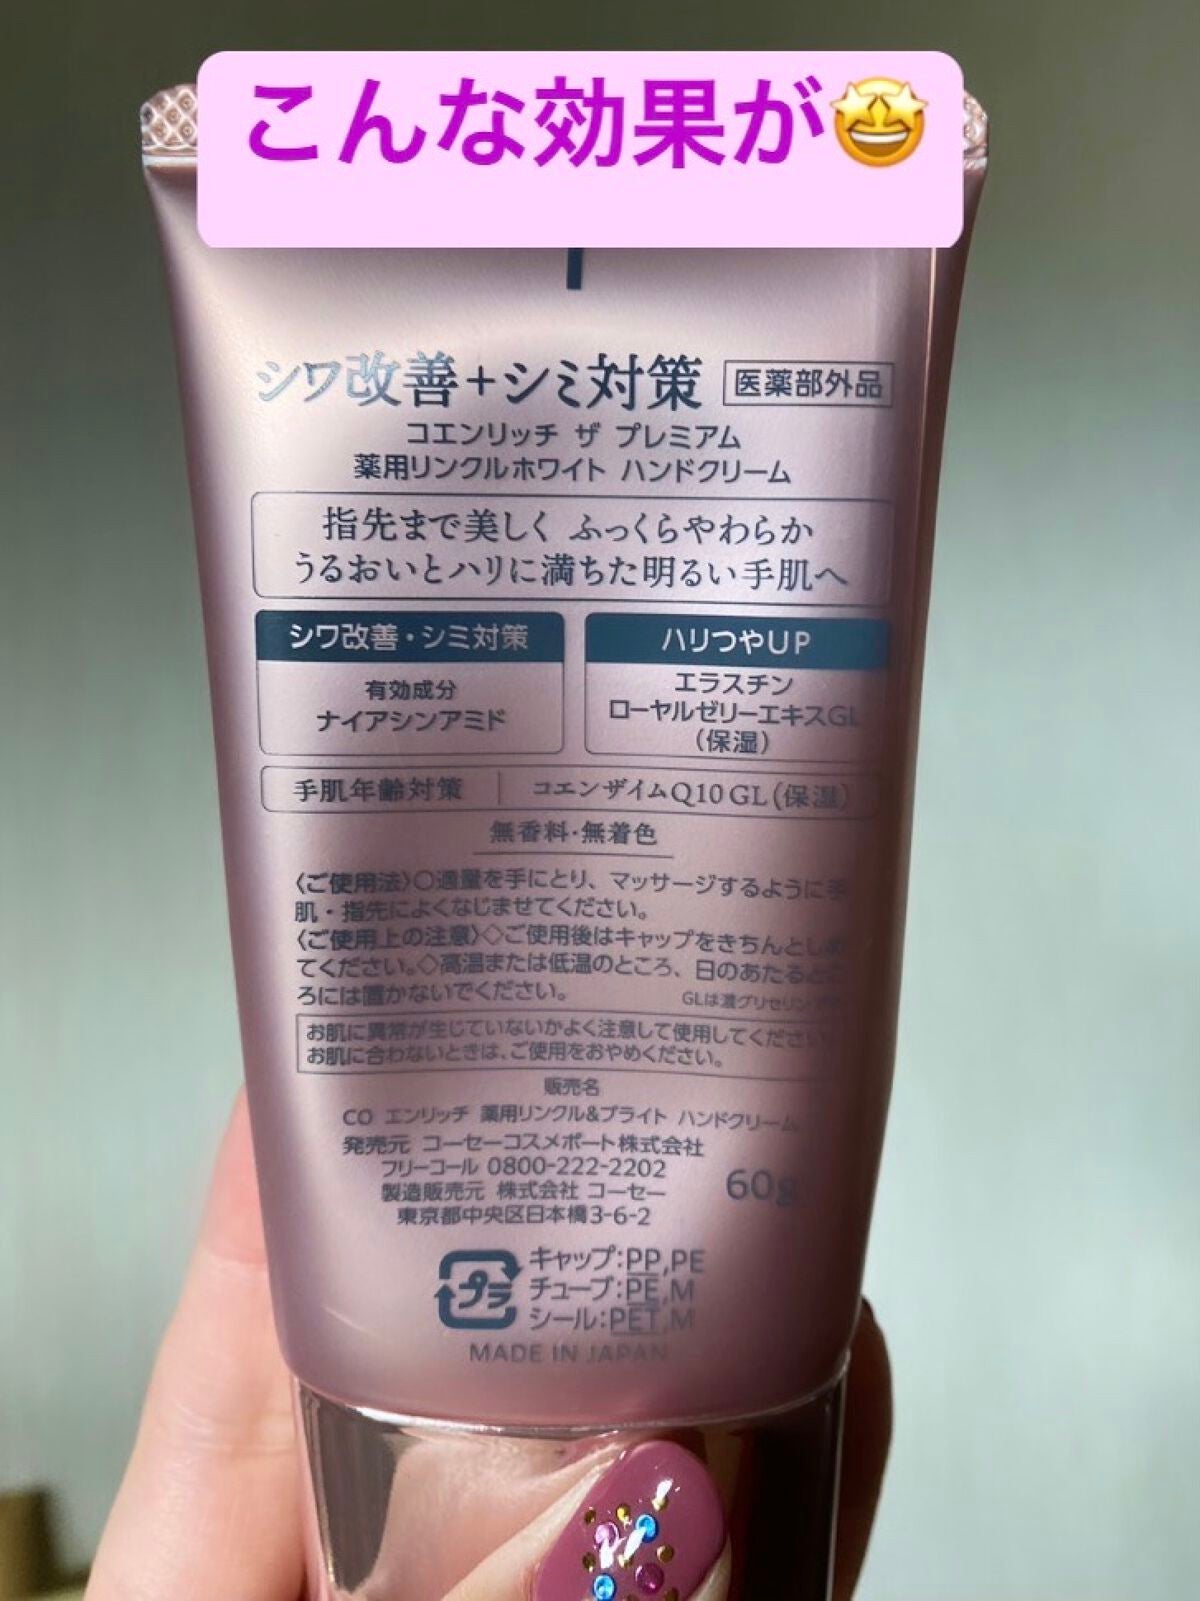 こんな効果が🤩
シワ改善+シミ対策 医薬部外品
コエンリッチ ザ プレミアム
薬用リンクルホワイト ハンドクリーム
指先まで美しく ふっくらやわらか
うるおいとハリに満ちた明るい手肌へ
シワ改善・シミ対策
有効成分
ナイアシンアミド
ハリつやUP
エラスチン
ローヤルゼリーエキスGL
(保湿)
手肌年齢対策 コエンザイムQ10 GL(保湿)
無香料・無着色
〈ご使用法〉○適量を手にとり、マッサージするように手
肌・指先によくなじませてください。
〈ご使用上の注意〉◇ご使用後はキャップをきちんとしめ
てください。◇高温または低温のところ、日のあたるとこ
ろには置かないでください。
GLは濃グリセリン
お肌に異常が生じていないかよく注意して使用してください
お肌に合わないときは、ご使用をおやめください。
販売名
CO エンリッチ 薬用リンクル&ブライト ハンドクリーム
発売元 コーセーコスメポート株式会社
フリーコール 0800-222-2202
製造販売元 株式会社 コーセー
東京都中央区日本橋3-6-2
60g
プラ
キャップ:PP,PE
チューブ:PE,M
シール:PET,M
MADE IN JAPAN